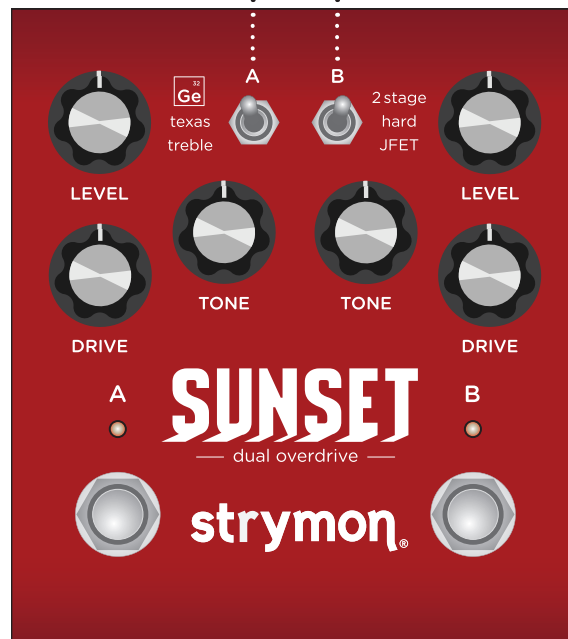 A
B
32
Ge
texas
treble
2 stage
hard
JFET
LEVEL
LEVEL
TONE
TONE
DRIVE
DRIVE
A
SUNSET
B
dual overdrive
strymon®